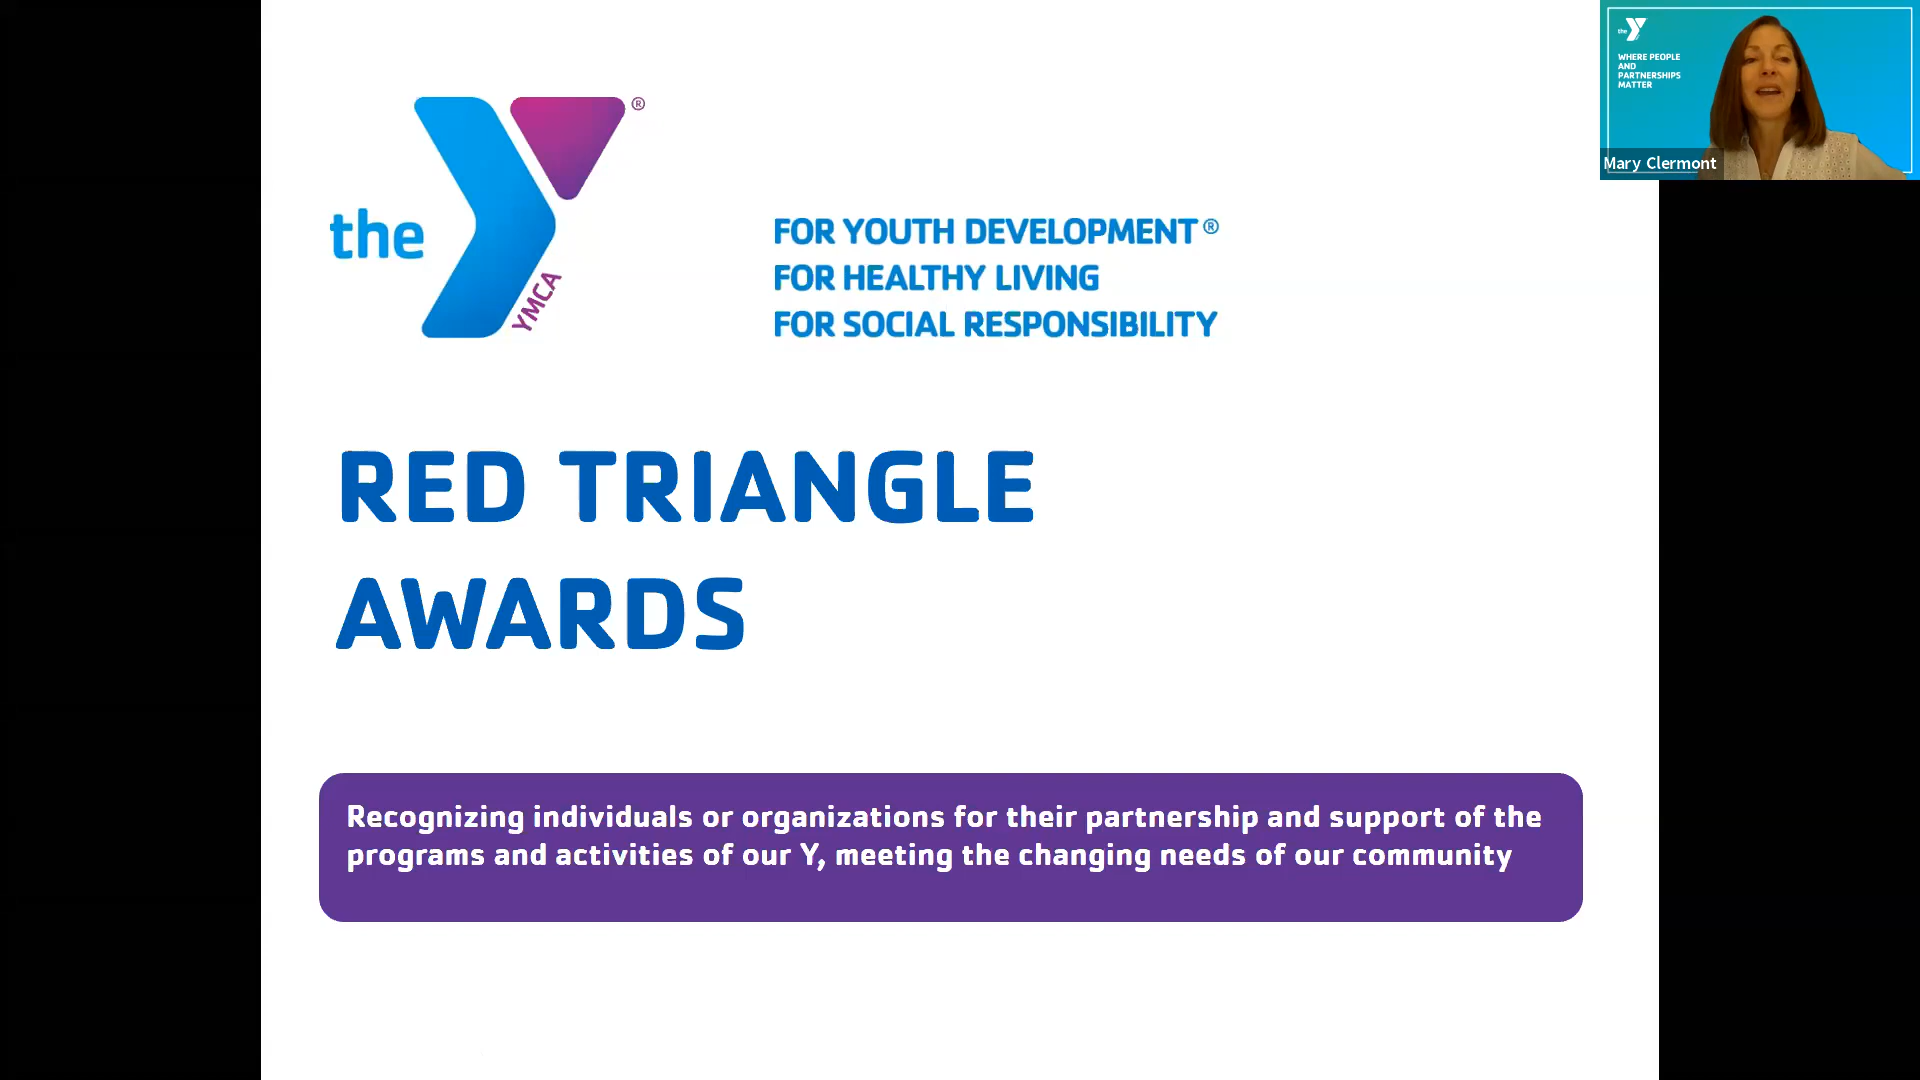 the
YMCA
®
FOR YOUTH DEVELOPMENT®
FOR HEALTHY LIVING
FOR SOCIAL RESPONSIBILITY
RED TRIANGLE
AWARDS
Recognizing individuals or organizations for their partnership and support of the
programs and activities of our Y, meeting the changing needs of our community
the
WHERE PEOPLE
AND
PARTNERSHIPS
MATTER
Mary Clermont